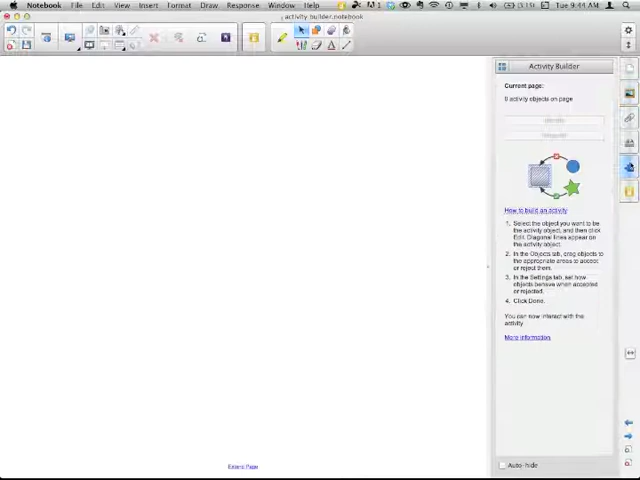 Notebook File Edit View Insert Format Draw Response Window Help
Tue 9:44 AM
activity builder.notebook
Activity Builder
Current page:
0 activity objects on page
How to build an activity
1. Select the object you want to be
the activity object, and then click
Edit. Diagonal lines appear on
the activity object.
2. In the Objects tab, drag objects to
the appropriate areas to accept
or reject them.
3. In the Settings tab, set how
objects behave when accepted
or rejected.
4. Click Done.
You can now interact with the
activity.
More information
Extend Page
Auto-hide